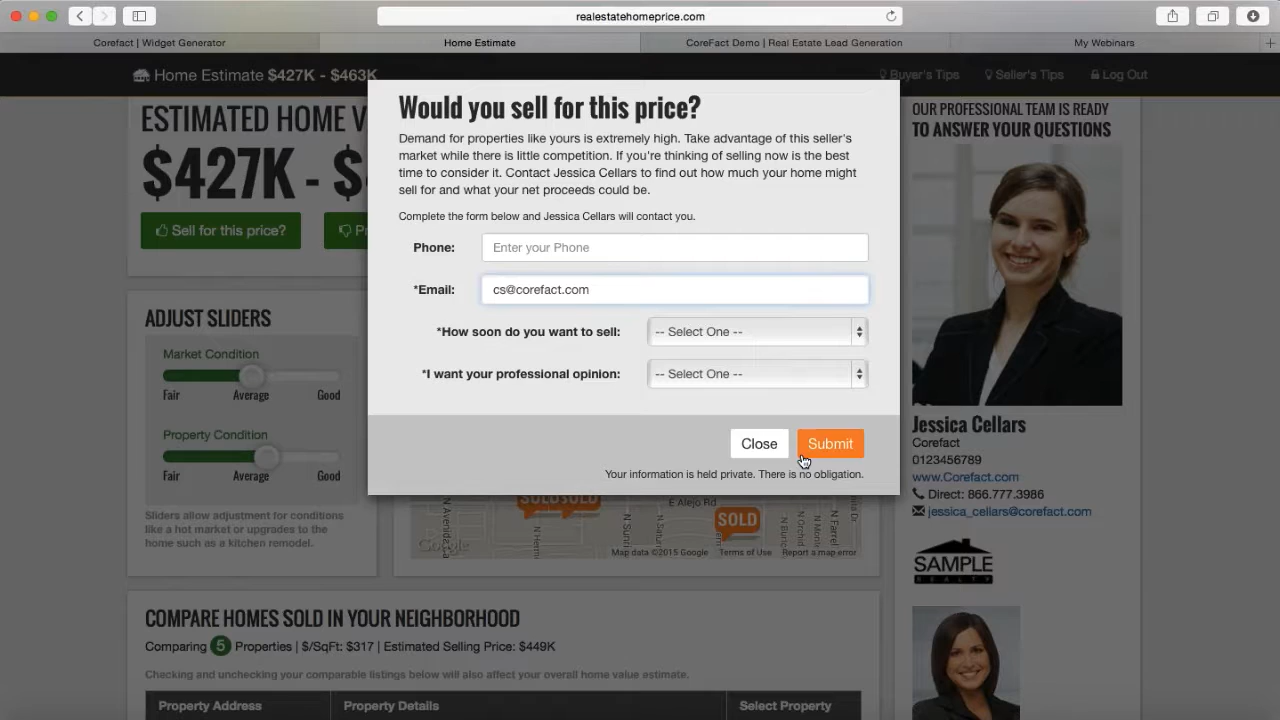 realestatehomeprice.com
Corefact | Widget Generator
Home Estimate
CoreFact Demo | Real Estate Lead Generation
My Webinars
Home Estimate $427K - $463K
Buyer's Tips
Seller's Tips
Log Out
ESTIMATED HOME V
$427K - $
Sell for this price?
ADJUST SLIDERS
Market Condition
Fair Average Good
Property Condition
Fair Average Good
Sliders allow adjustment for conditions
like a hot market or upgrades to the
home such as a kitchen remodel.
Would you sell for this price?
Demand for properties like yours is extremely high. Take advantage of this seller's
market while there is little competition. If you're thinking of selling now is the best
time to consider it. Contact Jessica Cellars to find out how much your home might
sell for and what your net proceeds could be.
Complete the form below and Jessica Cellars will contact you.
Phone: Enter your Phone
*Email: cs@corefact.com
*How soon do you want to sell: -- Select One --
*I want your professional opinion: -- Select One --
Close Submit
Your information is held private. There is no obligation.
SOLD SOLD
E Alejo Rd
SOLD
Google
Map data ©2015 Google Terms of Use Report a map error
COMPARE HOMES SOLD IN YOUR NEIGHBORHOOD
Comparing 5 Properties | $/SqFt: $317 | Estimated Selling Price: $449K
Checking and unchecking your comparable listings below will also affect your overall home value estimate.
Property Address Property Details Select Property
OUR PROFESSIONAL TEAM IS READY
TO ANSWER YOUR QUESTIONS
Jessica Cellars
Corefact
0123456789
www.Corefact.com
Direct: 866.777.3986
jessica_cellars@corefact.com
SAMPLE
REALTY